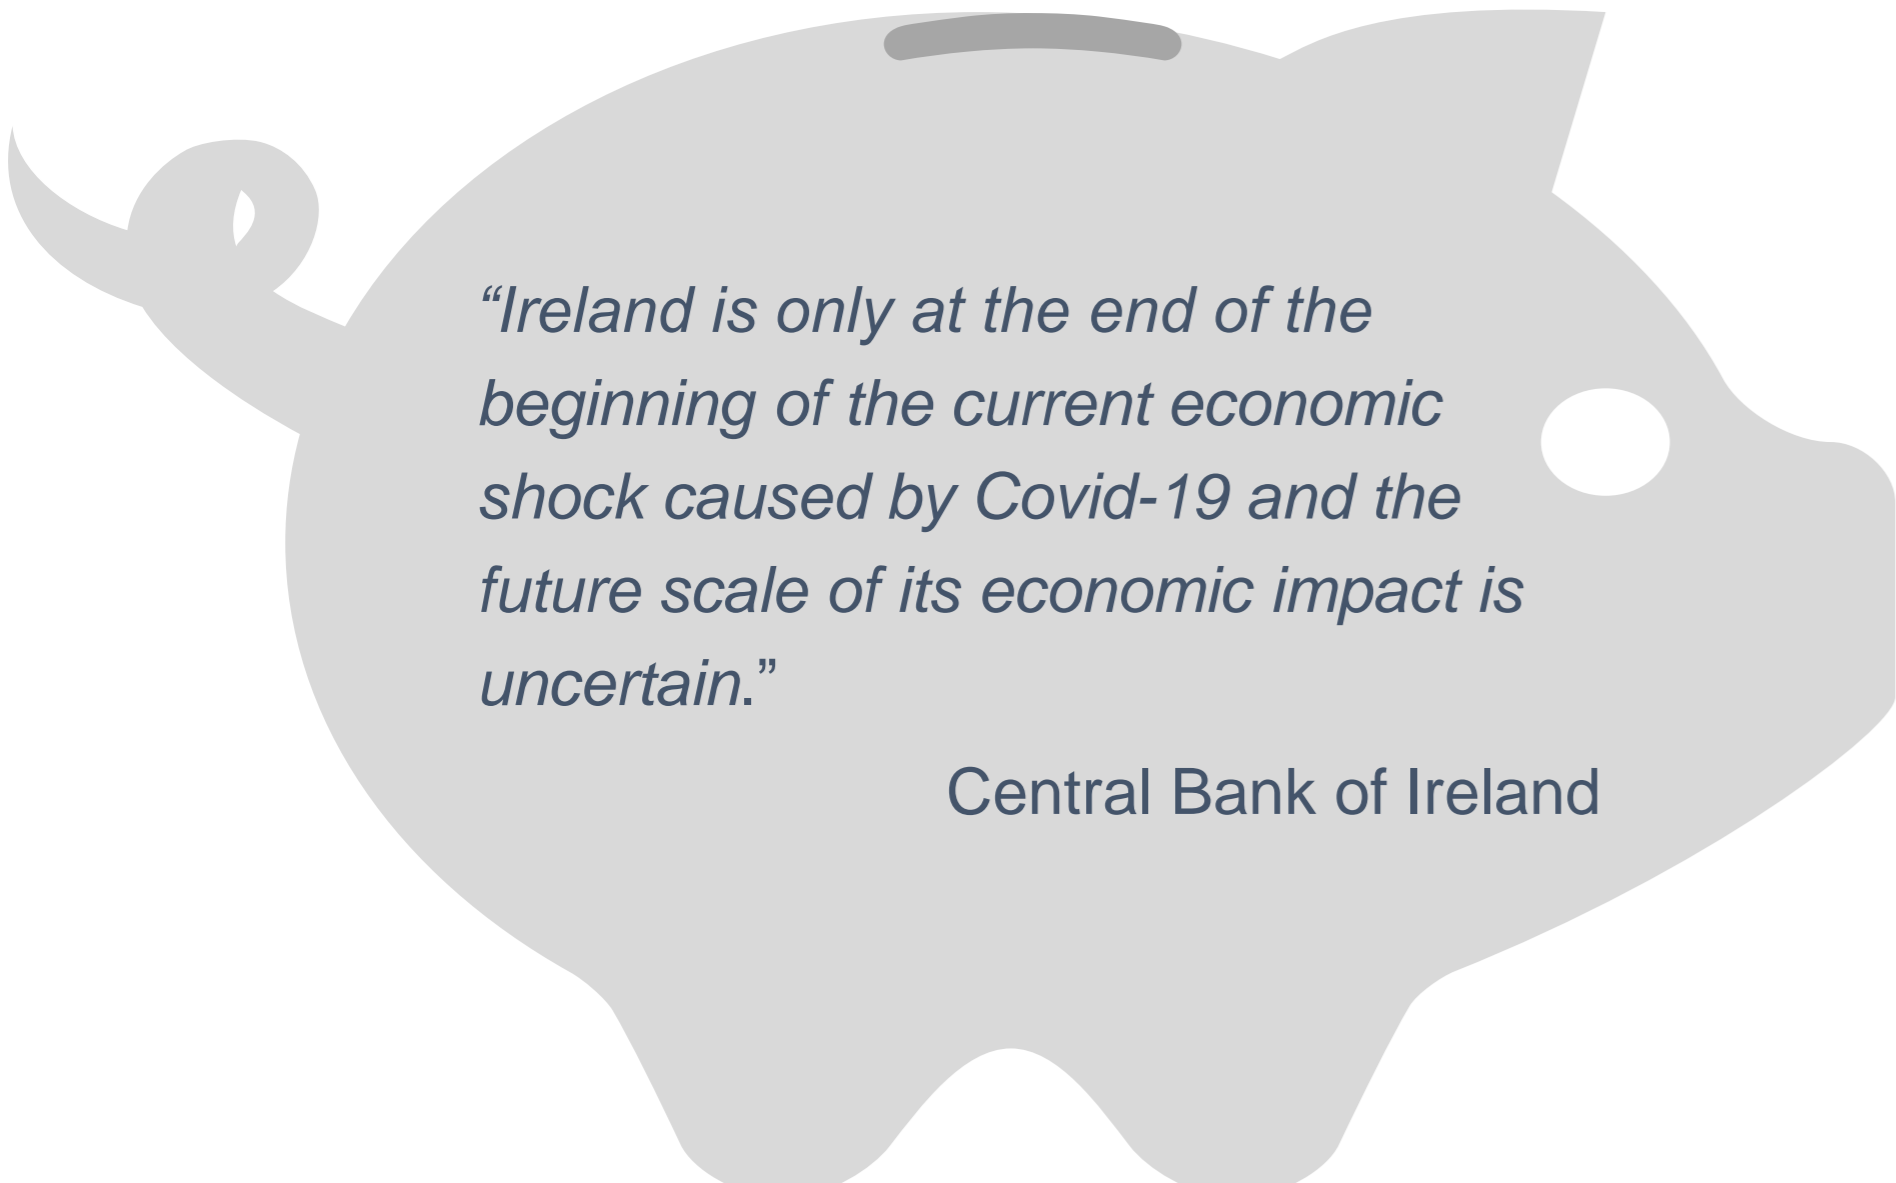 “Ireland is only at the end of the
beginning of the current economic
shock caused by Covid-19 and the
future scale of its economic impact is
uncertain.”
Central Bank of Ireland